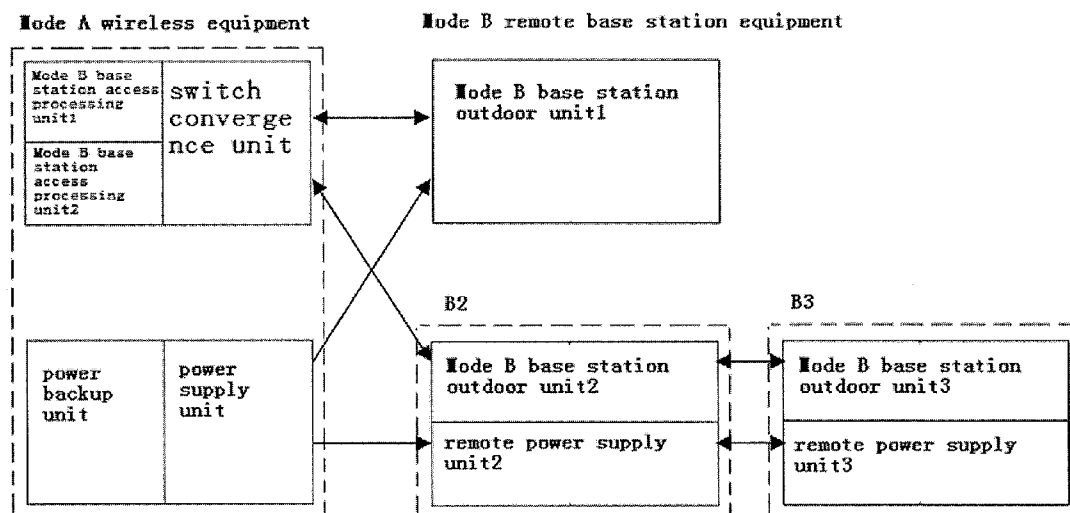 Mode A wireless equipment
Mode B remote base station equipment
Mode B base
station access
processing
unit1
switch
converge
nce unit
Mode B base
station
access
processing
unit2
Mode B base station
outdoor unit1
B2
B3
power
backup
unit
power
supply
unit
Mode B base station
outdoor unit2
remote power supply
unit2
Mode B base station
outdoor unit3
remote power supply
unit3